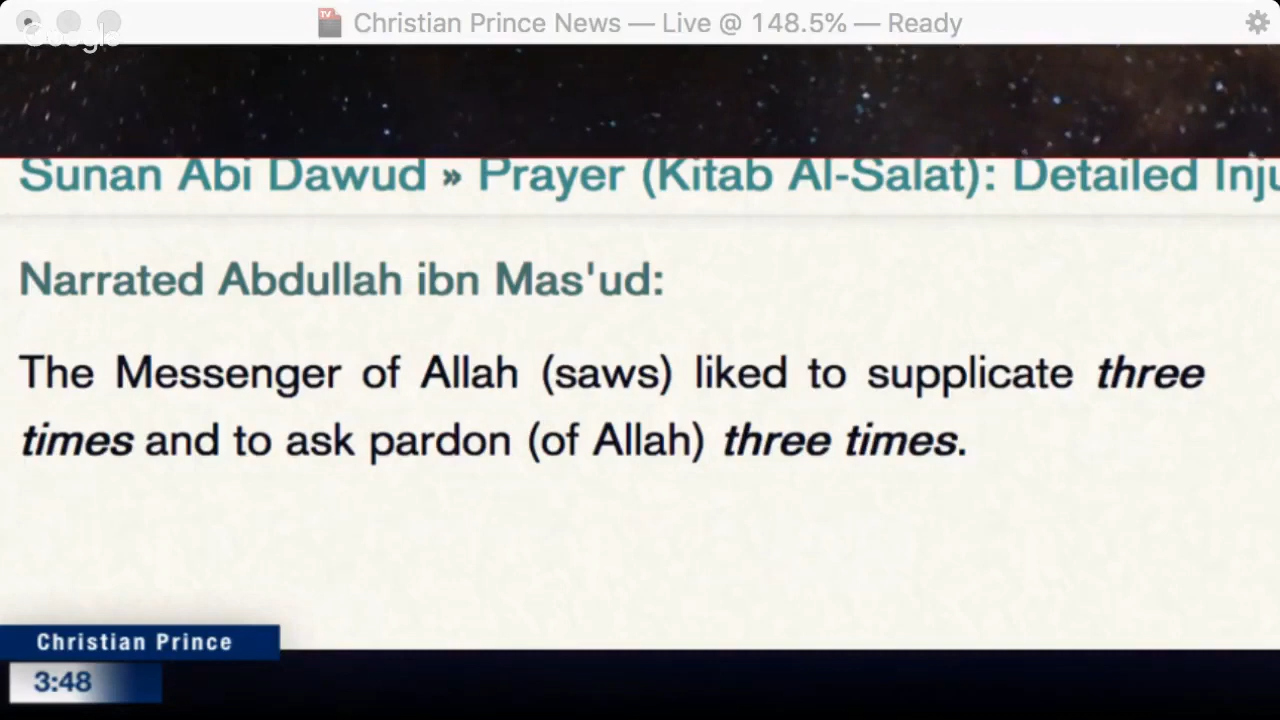 Christian Prince News — Live @ 148.5% — Ready
Google
Sunan Abi Dawud » Prayer (Kitab Al-Salat): Detailed Inju
Narrated Abdullah ibn Mas'ud:
The Messenger of Allah (saws) liked to supplicate three
times and to ask pardon (of Allah) three times.
Christian Prince
3:48